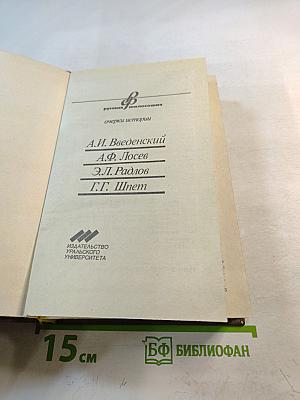 русская философия
очерки истории
А.И. Введенский
А.Ф. Лосев
Э.Л. Радлов
Г.Г. Шпет
ИЗДАТЕЛЬСТВО
УРАЛЬСКОГО
УНИВЕРСИТЕТА
15 см
БФ БИБЛИОФАН